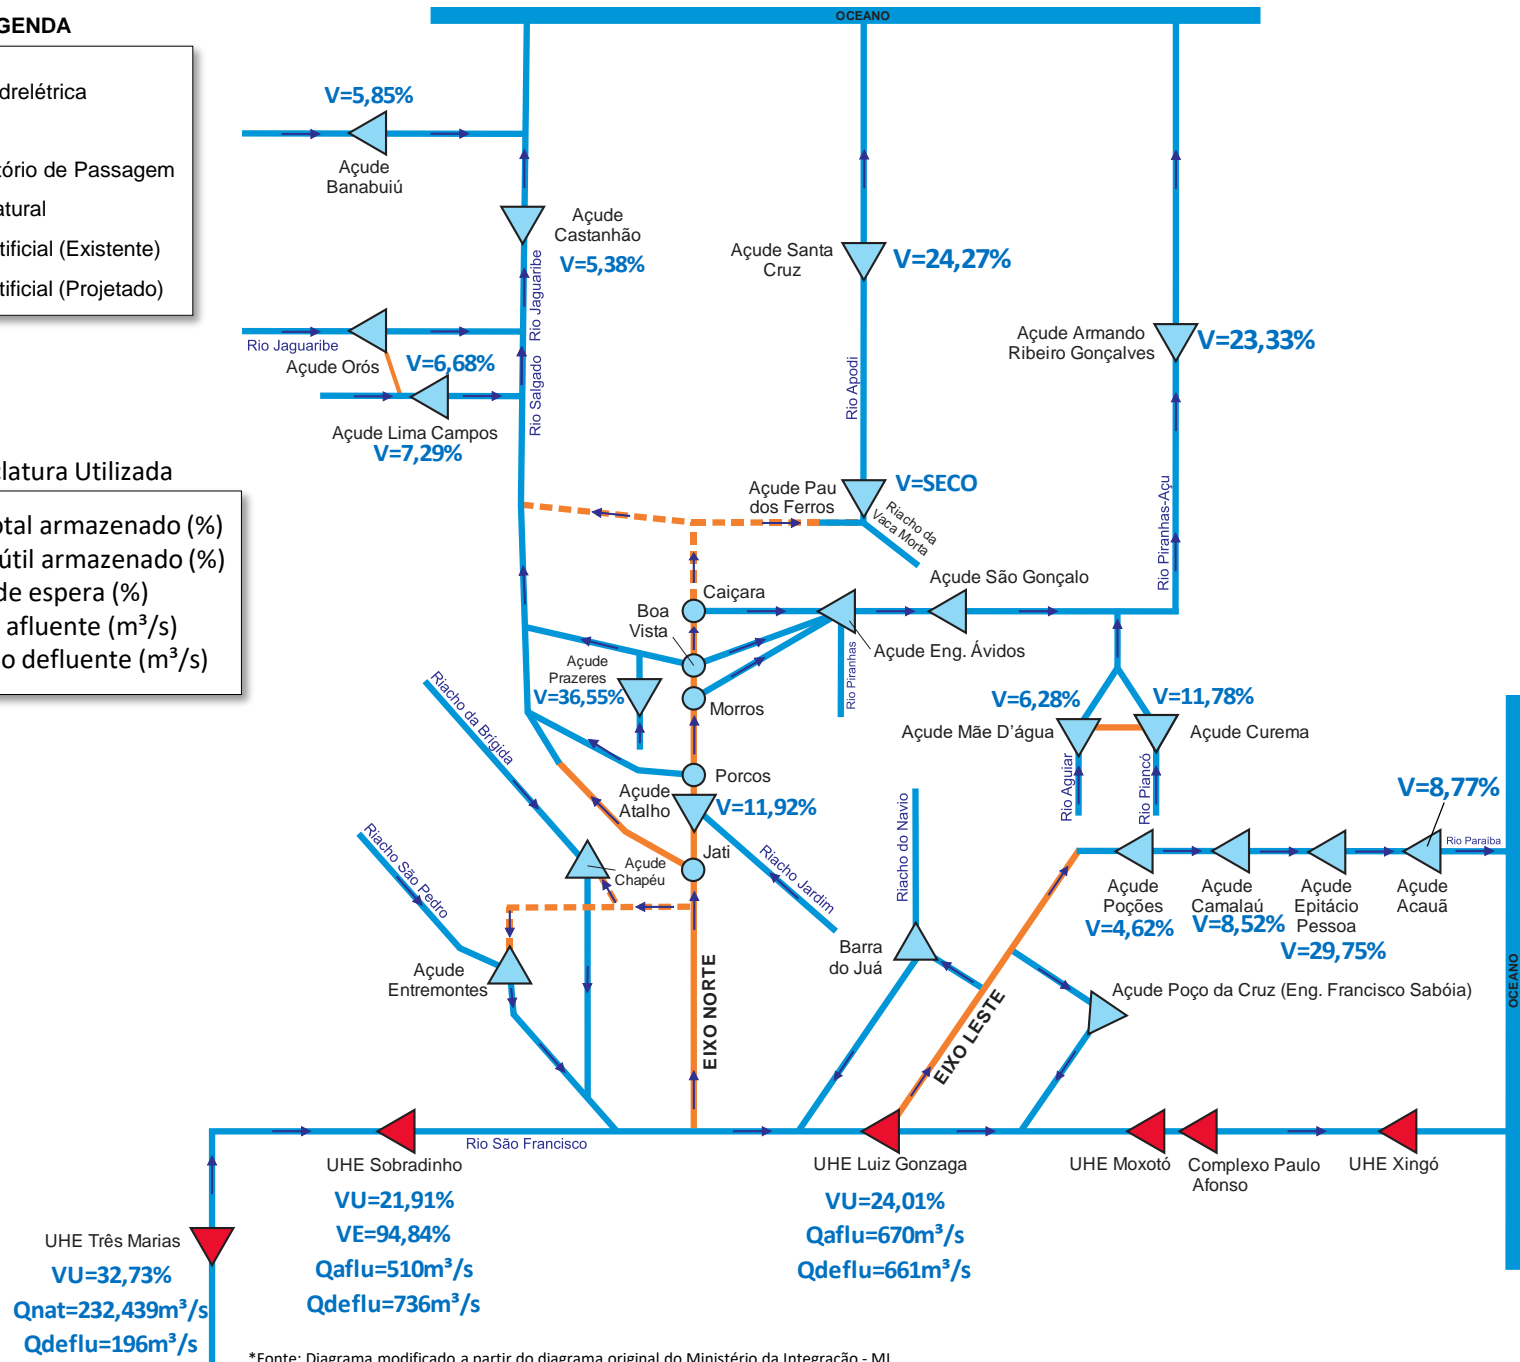 GENDA
drelétrica
tório de Passagem
atural
tificial (Existente)
tificial (Projetado)
clatura Utilizada
otal armazenado (%)
útil armazenado (%)
de espera (%)
afluente (m³/s)
o defluente (m³/s)
OCEANO
V=5,85%
Açude
Banabuiú
Açude
Castanhão
V=5,38%
Rio Jaguaribe
Rio Jaguaribe
Açude Orós
V=6,68%
Rio Salgado
Açude Lima Campos
V=7,29%
Açude Santa
Cruz
V=24,27%
Rio Apodi
Açude Armando
Ribeiro Gonçalves
V=23,33%
Rio Piranhas-Açu
Açude Pau
dos Ferros
V=SECO
Riacho da
Vaca Morta
Caiçara
Boa
Vista
Açude São Gonçalo
Açude Eng. Ávidos
Rio Piranhas
Açude
Prazeres
V=36,55%
Morros
Riacho da Brígida
Porcos
Açude
Atalho
V=11,92%
Jati
Riacho Jardim
Açude
Chapéu
Riacho São Pedro
Açude
Entremontes
EIXO NORTE
V=6,28%
V=11,78%
Açude Mãe D'água
Açude Curema
Rio Aguiar
Rio Piancó
V=8,77%
Rio Paraiba
Açude
Poções
V=4,62%
Açude
Camalaú
V=8,52%
Açude
Epitácio
Pessoa
V=29,75%
Açude
Acauã
Riacho do Navio
Barra
do Juá
EIXO LESTE
Açude Poço da Cruz (Eng. Francisco Sabóia)
OCEANO
Rio São Francisco
UHE Sobradinho
VU=21,91%
VE=94,84%
Qaflu=510m³/s
Qdeflu=736m³/s
UHE Luiz Gonzaga
VU=24,01%
Qaflu=670m³/s
Qdeflu=661m³/s
UHE Moxotó
Complexo Paulo
Afonso
UHE Xingó
UHE Três Marias
VU=32,73%
Qnat=232,439m³/s
Qdeflu=196m³/s
*Fonte: Diagrama modificado a partir do diagrama original do Ministério da Integração - MI